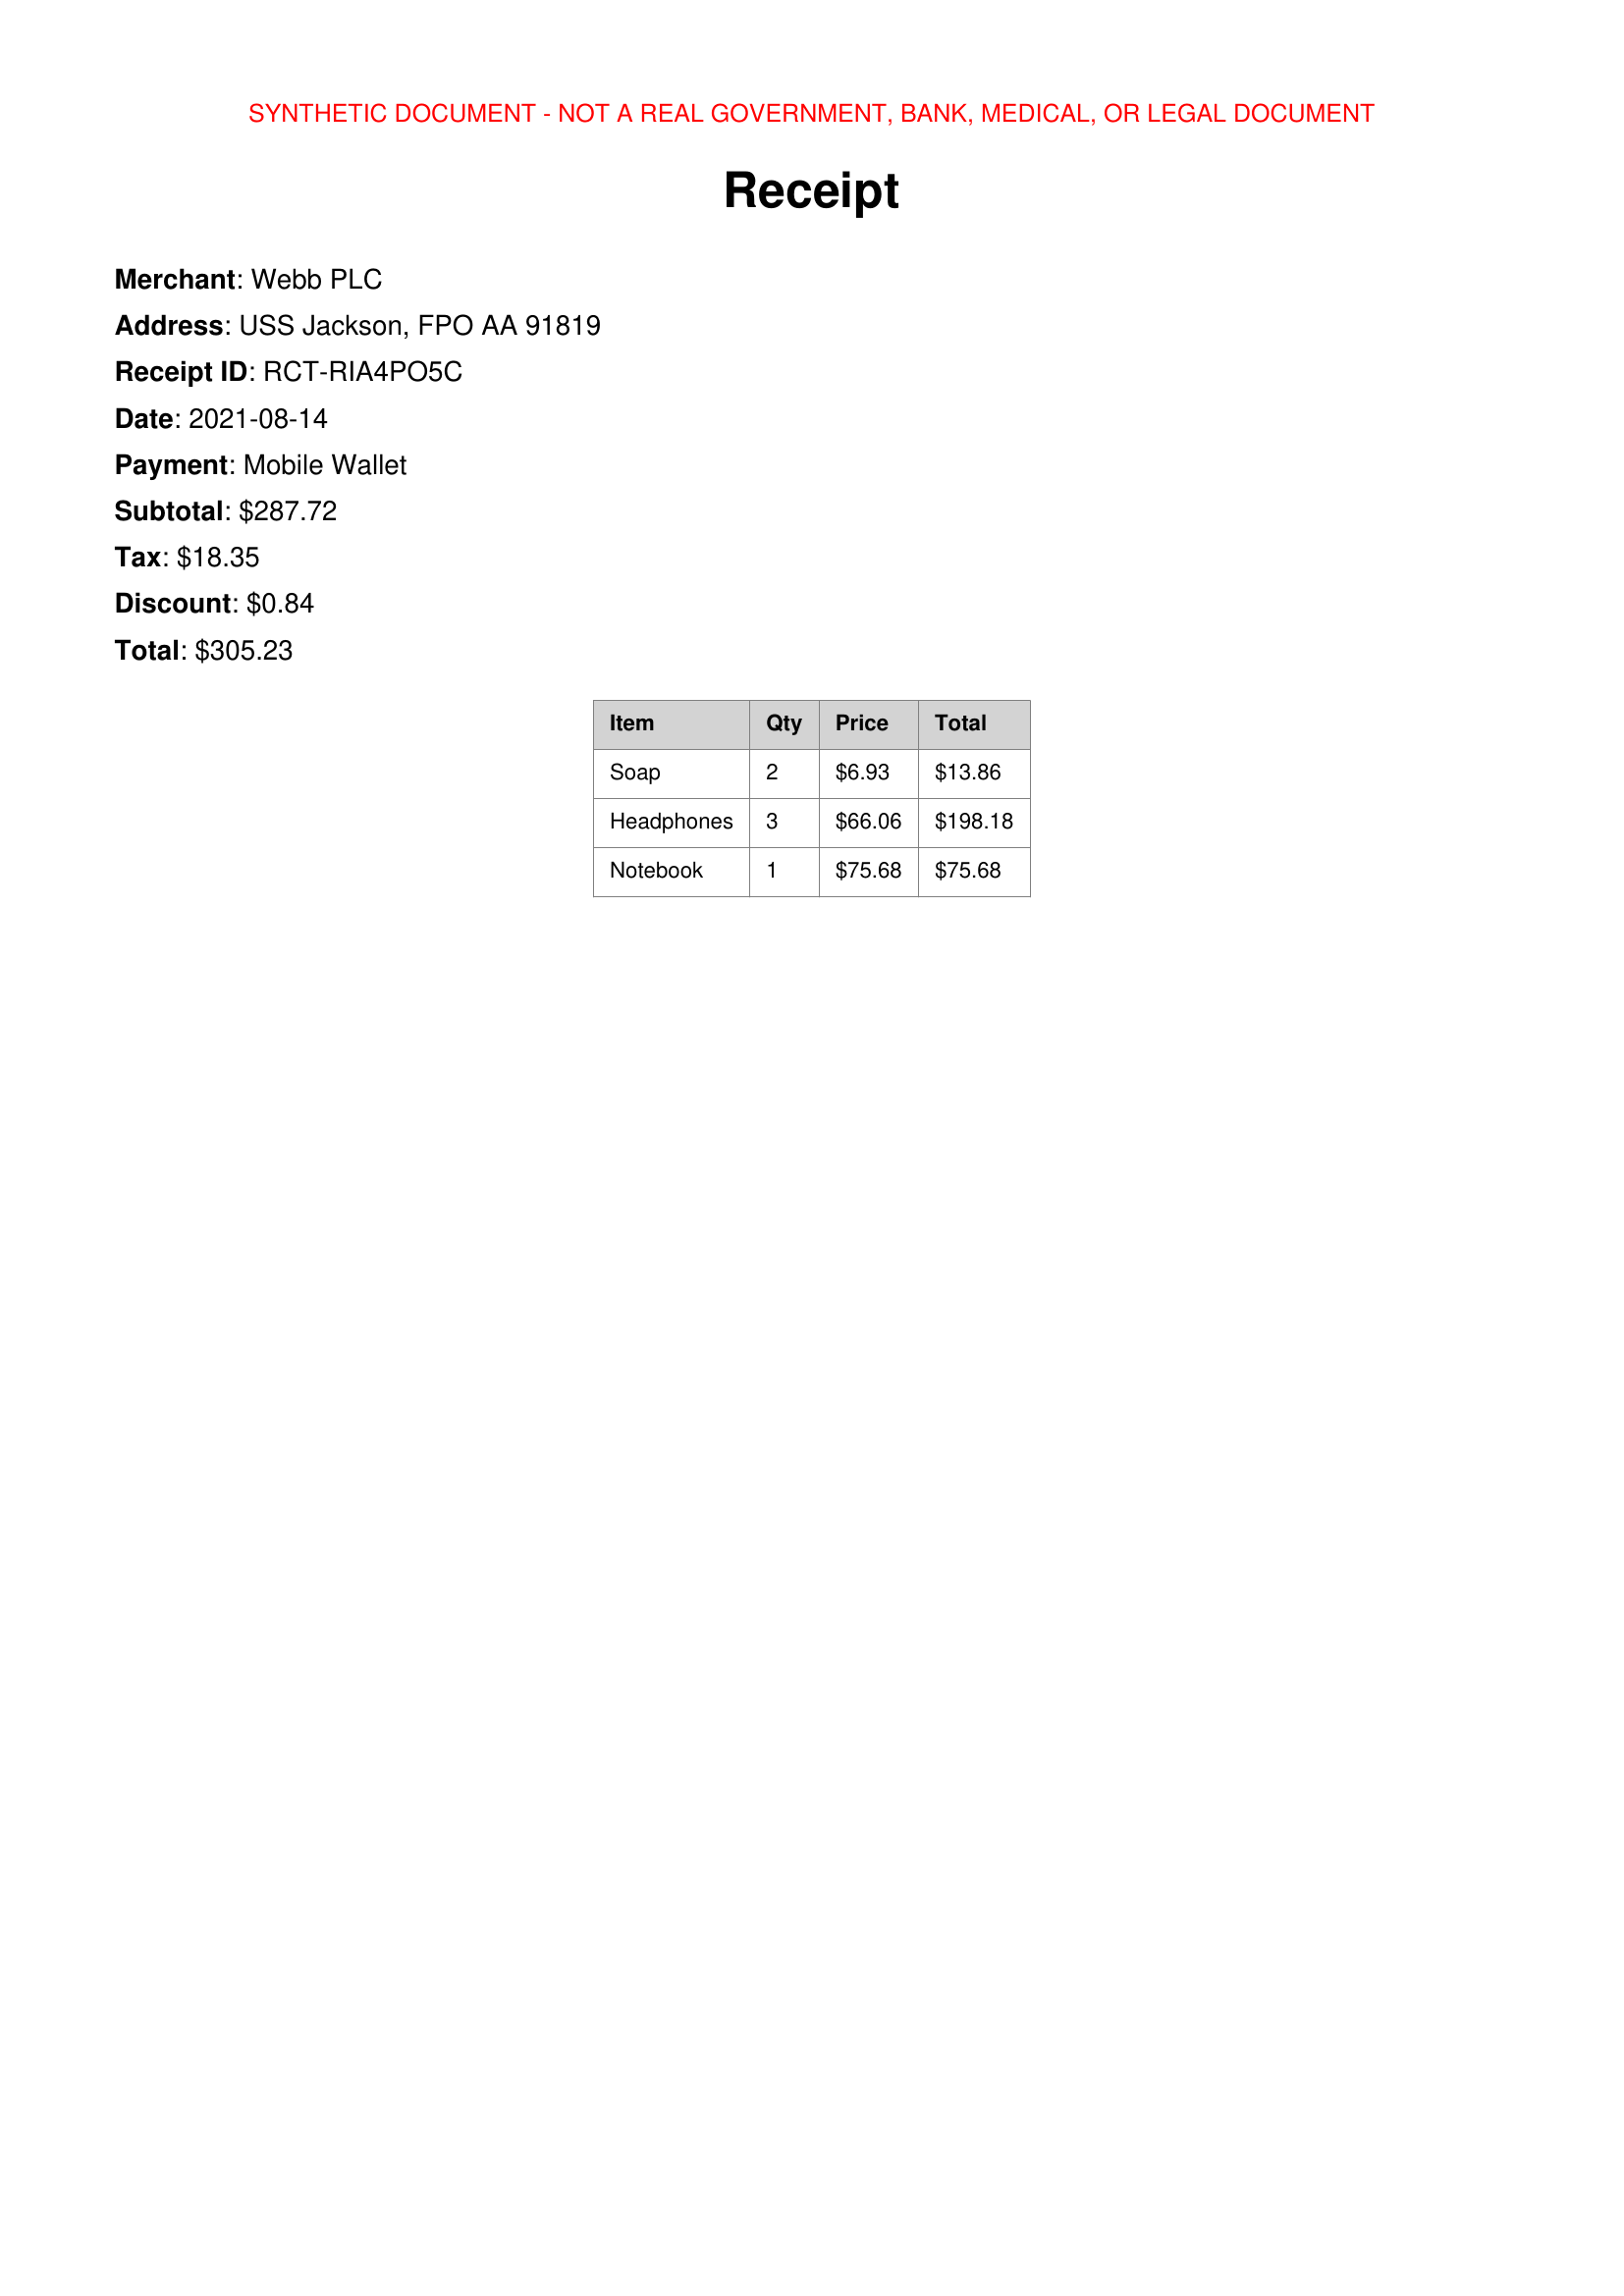 SYNTHETIC DOCUMENT - NOT A REAL GOVERNMENT, BANK, MEDICAL, OR LEGAL DOCUMENT
Receipt
Merchant: Webb PLC
Address: USS Jackson, FPO AA 91819
Receipt ID: RCT-RIA4PO5C
Date: 2021-08-14
Payment: Mobile Wallet
Subtotal: $287.72
Tax: $18.35
Discount: $0.84
Total: $305.23
Item Qty Price Total
Soap 2 $6.93 $13.86
Headphones 3 $66.06 $198.18
Notebook 1 $75.68 $75.68